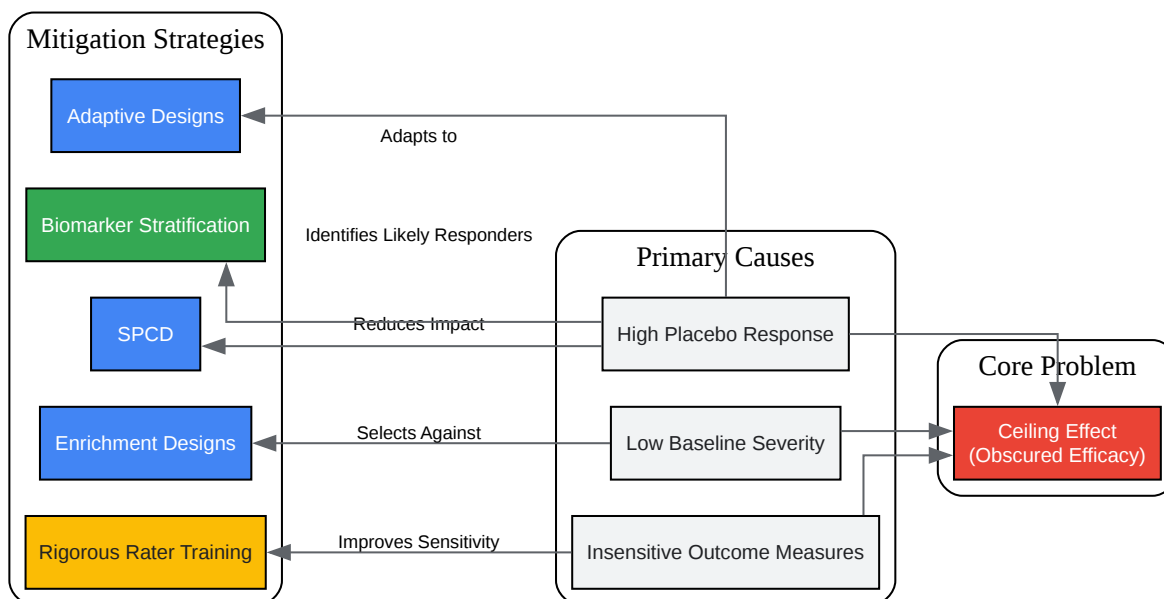 Mitigation Strategies
Adaptive Designs
Biomarker Stratification
SPCD
Enrichment Designs
Rigorous Rater Training
Adapts to
Identifies Likely Responders
Reduces Impact
Selects Against
Improves Sensitivity
Primary Causes
High Placebo Response
Low Baseline Severity
Insensitive Outcome Measures
Core Problem
Ceiling Effect
(Obscured Efficacy)